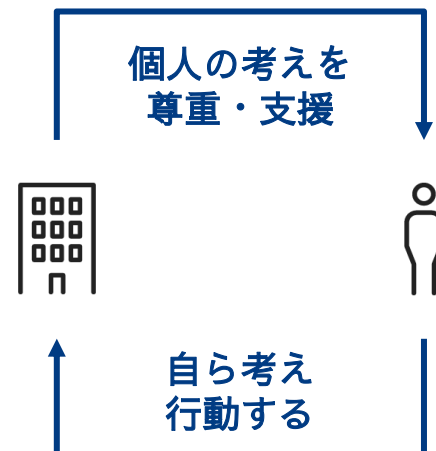 個人の考えを
尊重・支援
自ら考え
行動する